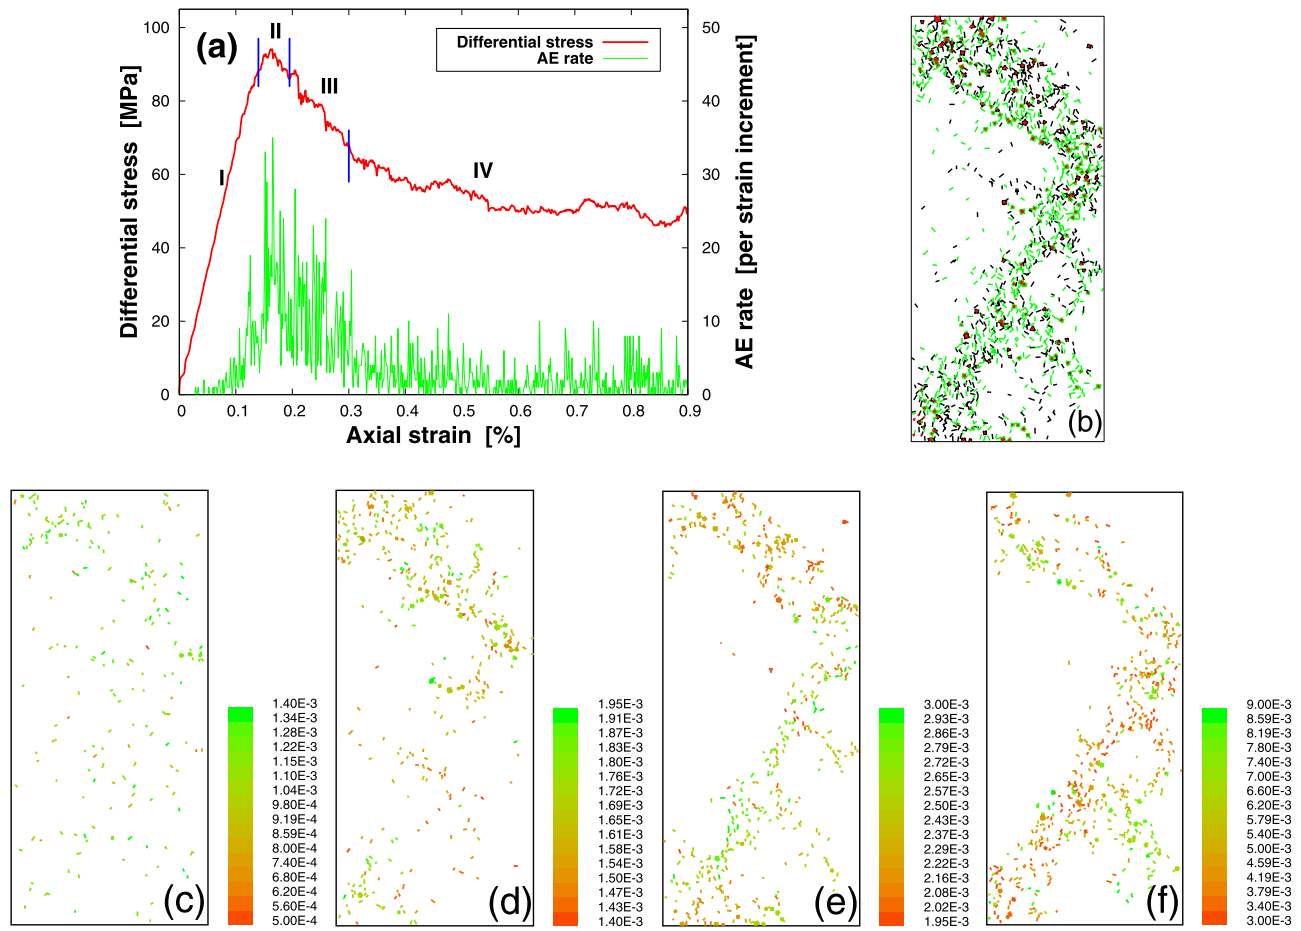 (a)
I
II
III
IV
Differential stress
AE rate
Differential stress [MPa]
100
80
60
40
20
0
0
0.1
0.2
0.3
0.4
0.5
0.6
0.7
0.8
0.9
Axial strain [%]
50
40
30
20
10
0
AE rate [per strain increment]
(b)
(c)
1.40E-3
1.34E-3
1.28E-3
1.22E-3
1.15E-3
1.10E-3
1.04E-3
9.80E-4
9.19E-4
8.59E-4
8.00E-4
7.40E-4
6.80E-4
6.20E-4
5.60E-4
5.00E-4
(d)
1.95E-3
1.91E-3
1.87E-3
1.83E-3
1.80E-3
1.76E-3
1.72E-3
1.69E-3
1.65E-3
1.61E-3
1.58E-3
1.54E-3
1.50E-3
1.47E-3
1.43E-3
1.40E-3
(e)
3.00E-3
2.93E-3
2.86E-3
2.79E-3
2.72E-3
2.65E-3
2.57E-3
2.50E-3
2.43E-3
2.37E-3
2.29E-3
2.22E-3
2.16E-3
2.08E-3
2.02E-3
1.95E-3
(f)
9.00E-3
8.59E-3
8.19E-3
7.80E-3
7.40E-3
7.00E-3
6.60E-3
6.20E-3
5.79E-3
5.40E-3
5.00E-3
4.59E-3
4.19E-3
3.79E-3
3.40E-3
3.00E-3